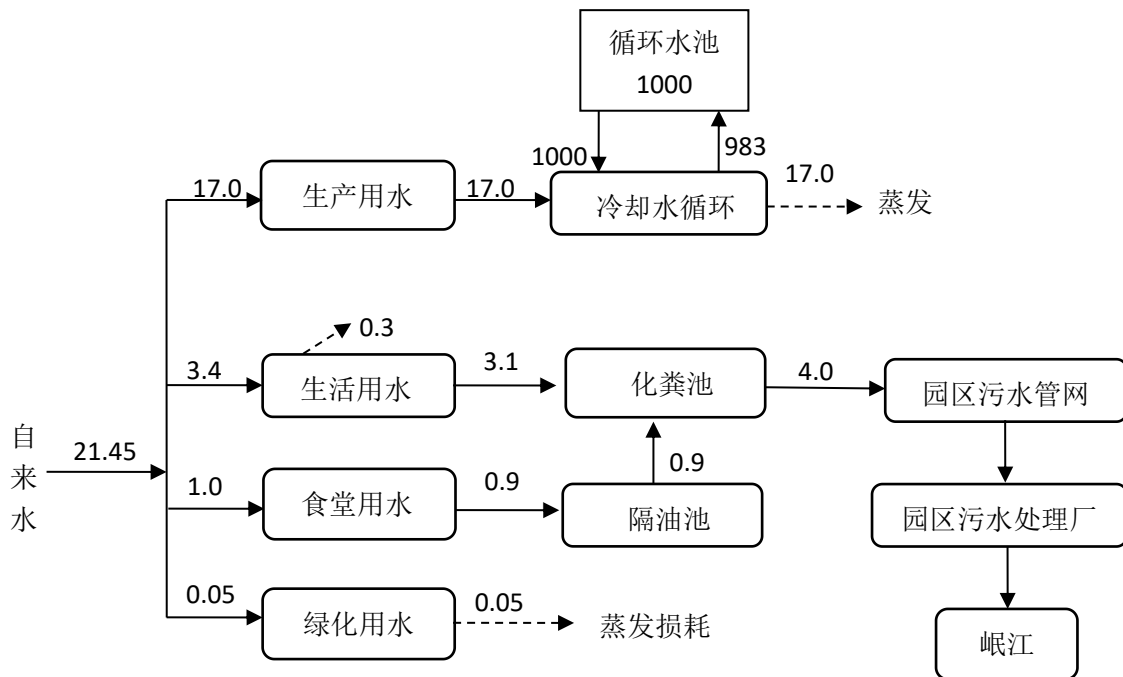 循环水池
1000
1000
983
17.0
生产用水
17.0
冷却水循环
17.0
蒸发
0.3
3.4
生活用水
3.1
化粪池
4.0
园区污水管网
自
来
水
21.45
1.0
食堂用水
0.9
隔油池
0.9
园区污水处理厂
0.05
绿化用水
0.05
蒸发损耗
岷江